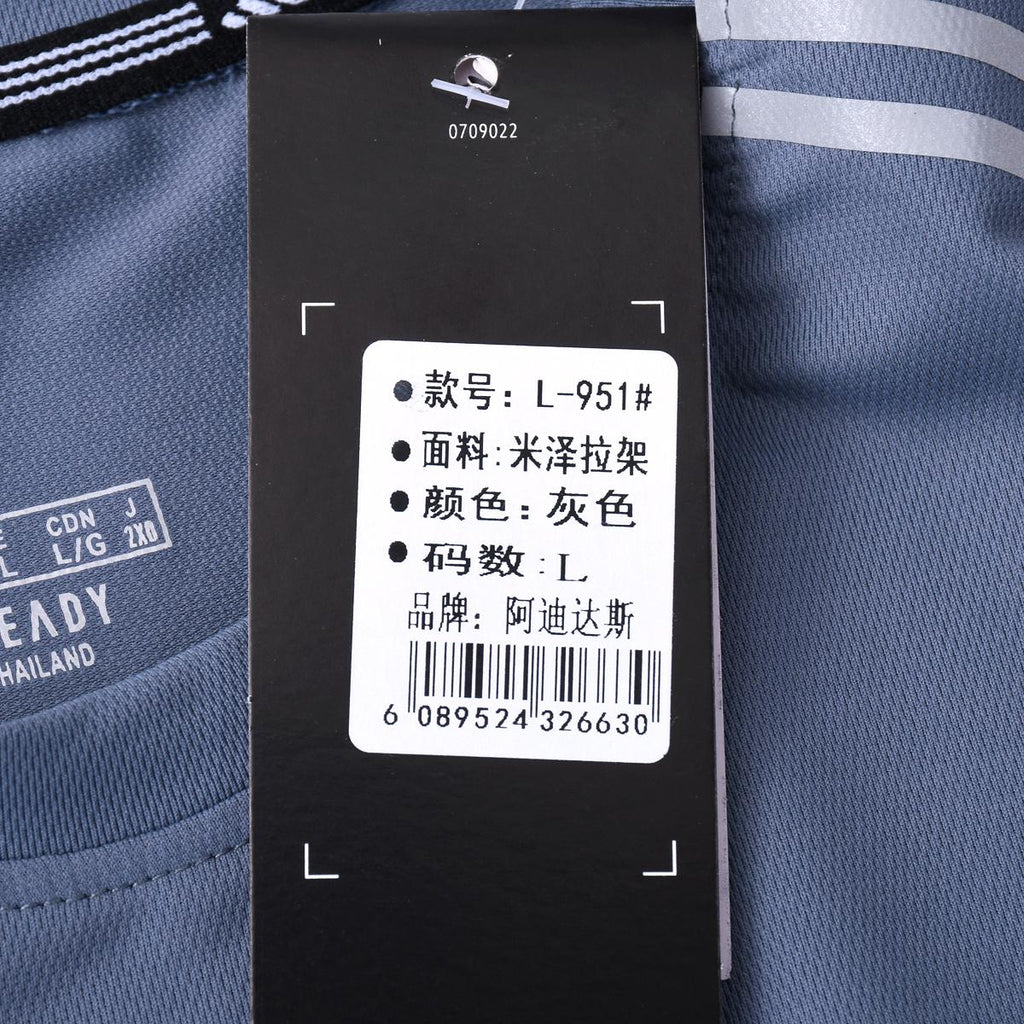 0709022
款号：L-951#
面料:米泽拉架
颜色：灰色
码数:L
品牌：阿迪达斯
6 089524 326630
CDN J
L/G 2XO
EADY
HAILAND